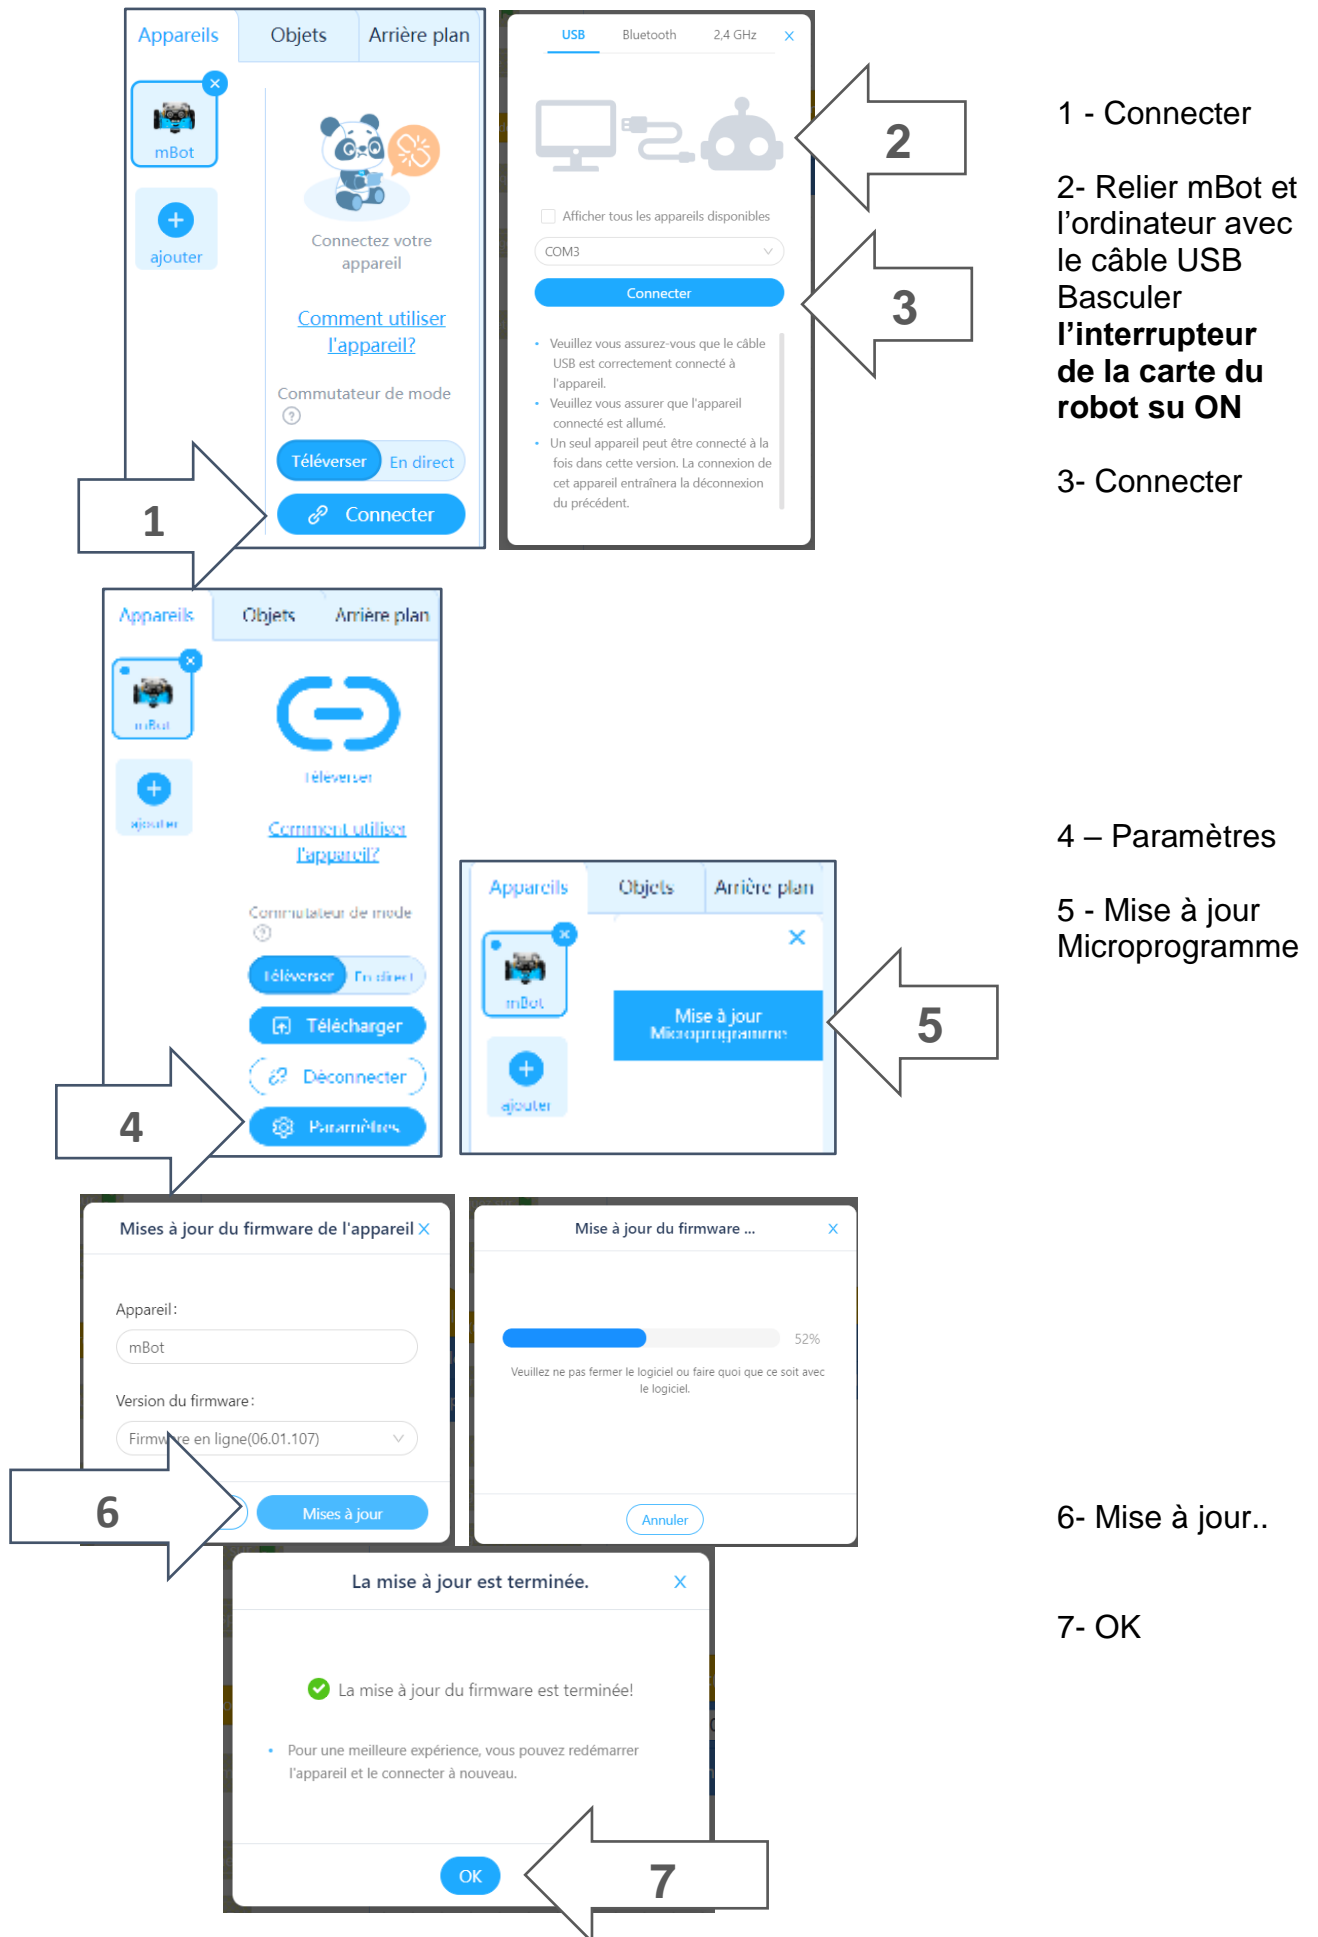 Appareils
Objets
Arrière plan
mBot
ajouter
Connectez votre
appareil
Comment utiliser
l'appareil?
Commutateur de mode
?
Téléverser
En direct
Connecter
1
USB
Bluetooth
2,4 GHz
X
Afficher tous les appareils disponibles
COM3
Connecter
• Veuillez vous assurez-vous que le câble
USB est correctement connecté à
l'appareil.
• Veuillez vous assurer que l'appareil
connecté est allumé.
• Un seul appareil peut être connecté à la
fois dans cette version. La connexion de
cet appareil entraînera la déconnexion
du précédent.
2
3
1 - Connecter
2- Relier mBot et
l’ordinateur avec
le câble USB
Basculer
l’interrupteur
de la carte du
robot su ON
3- Connecter
Appareils
Objets
Arrière plan
mBot
ajouter
Téléverser
Comment utiliser
l'appareil?
Commutateur de mode
?
Téléverser
En direct
Télécharger
Déconnecter
Paramètres
4
Appareils
Objets
Arrière plan
mBot
ajouter
Mise à jour
Microprogramme
5
4 – Paramètres
5 - Mise à jour
Microprogramme
Mises à jour du firmware de l'appareil X
Appareil:
mBot
Version du firmware:
Firmware en ligne(06.01.107)
Mises à jour
6
Mise à jour du firmware ...
X
52%
Veuillez ne pas fermer le logiciel ou faire quoi que ce soit avec
le logiciel.
Annuler
6- Mise à jour..
La mise à jour est terminée.
X
La mise à jour du firmware est terminée!
• Pour une meilleure expérience, vous pouvez redémarrer
l'appareil et le connecter à nouveau.
OK
7
7- OK